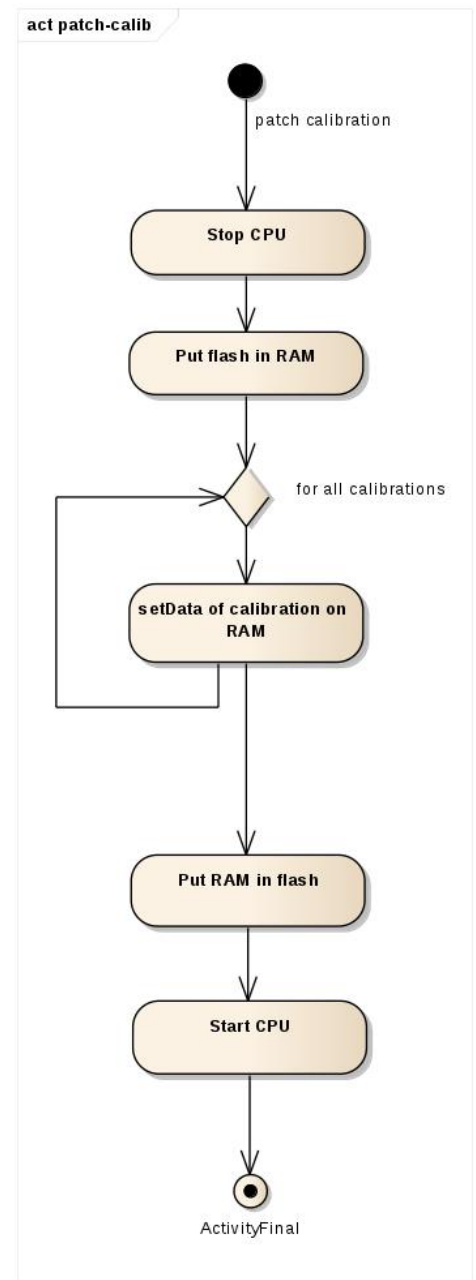 act patch-calib
patch calibration
Stop CPU
Put flash in RAM
for all calibrations
setData of calibration on
RAM
Put RAM in flash
Start CPU
ActivityFinal